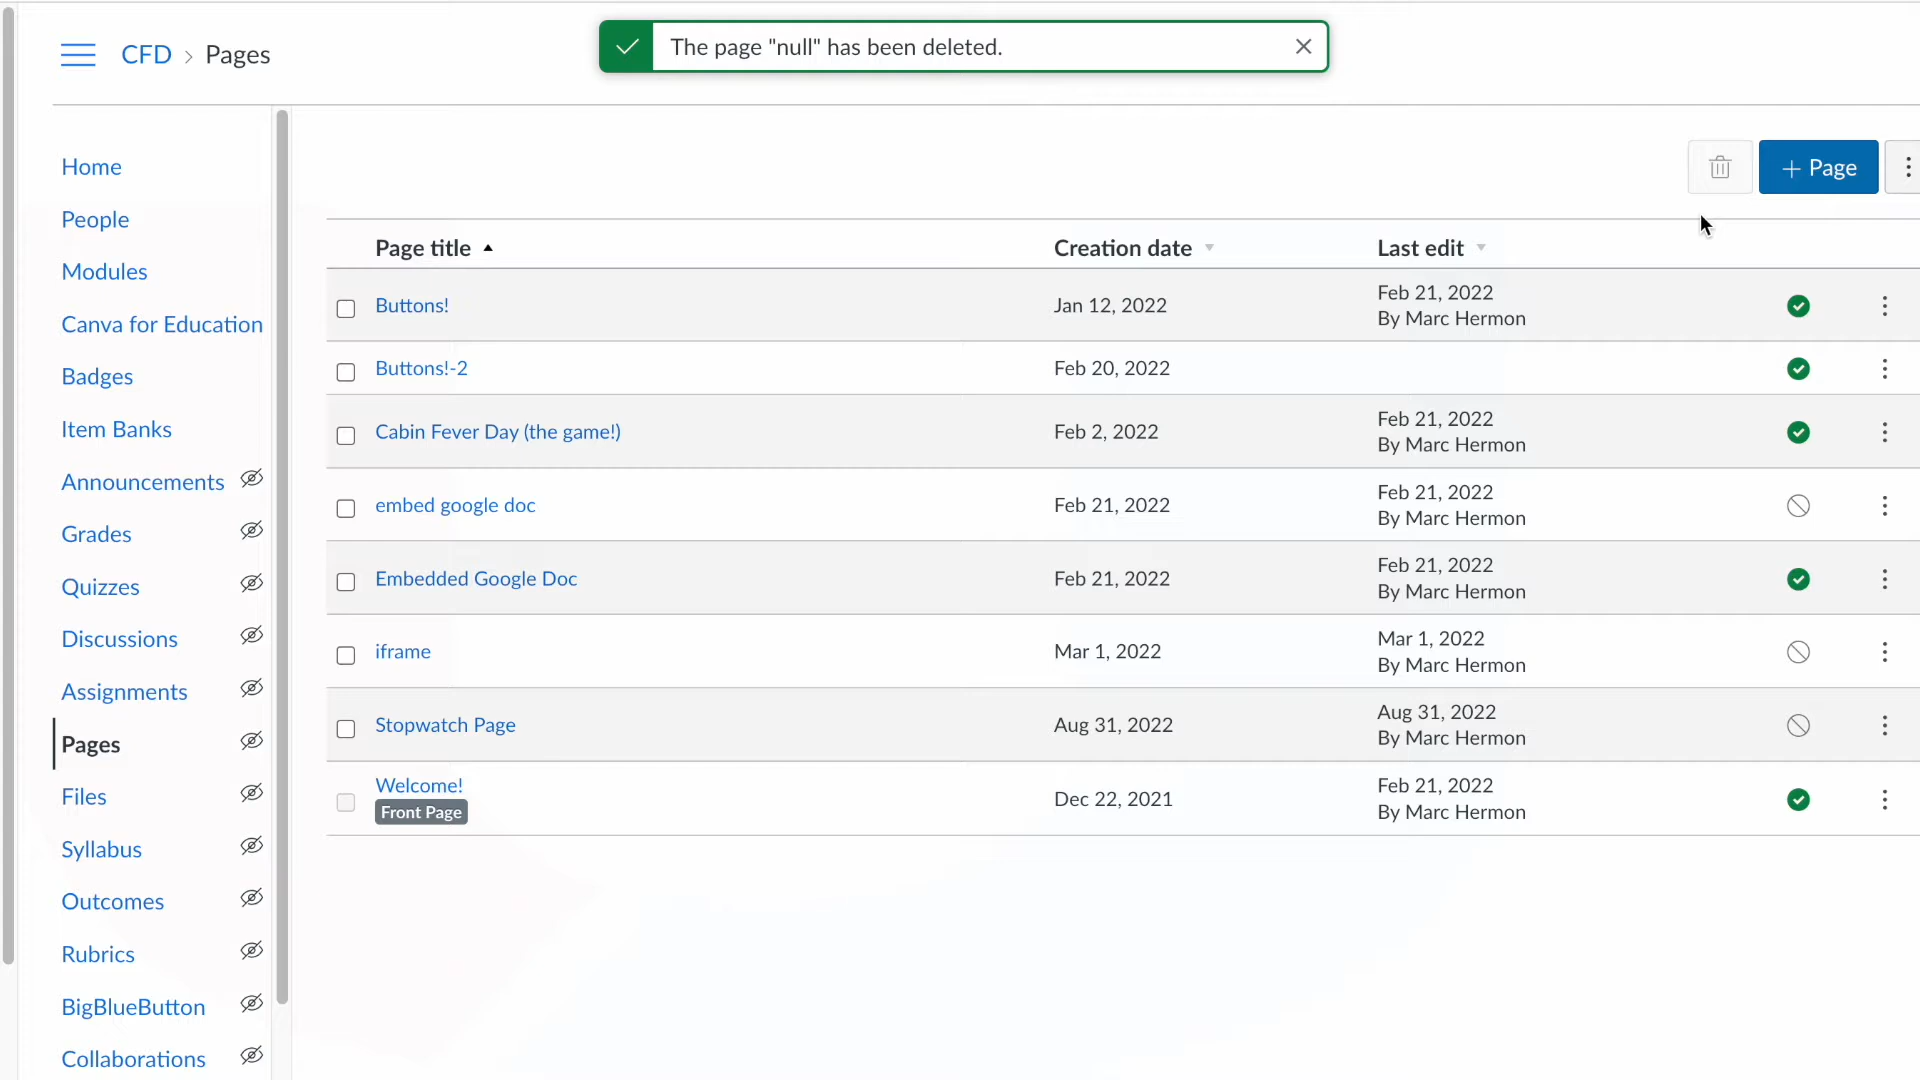 CFD > Pages
The page "null" has been deleted.
Home
People
Modules
Canva for Education
Badges
Item Banks
Announcements
Grades
Quizzes
Discussions
Assignments
Pages
Files
Syllabus
Outcomes
Rubrics
BigBlueButton
Collaborations
+ Page
Page title Creation date Last edit
Buttons! Jan 12, 2022 Feb 21, 2022
By Marc Hermon
Buttons!-2 Feb 20, 2022
Cabin Fever Day (the game!) Feb 2, 2022 Feb 21, 2022
By Marc Hermon
embed google doc Feb 21, 2022 Feb 21, 2022
By Marc Hermon
Embedded Google Doc Feb 21, 2022 Feb 21, 2022
By Marc Hermon
iframe Mar 1, 2022 Mar 1, 2022
By Marc Hermon
Stopwatch Page Aug 31, 2022 Aug 31, 2022
By Marc Hermon
Welcome! Dec 22, 2021 Feb 21, 2022
Front Page By Marc Hermon